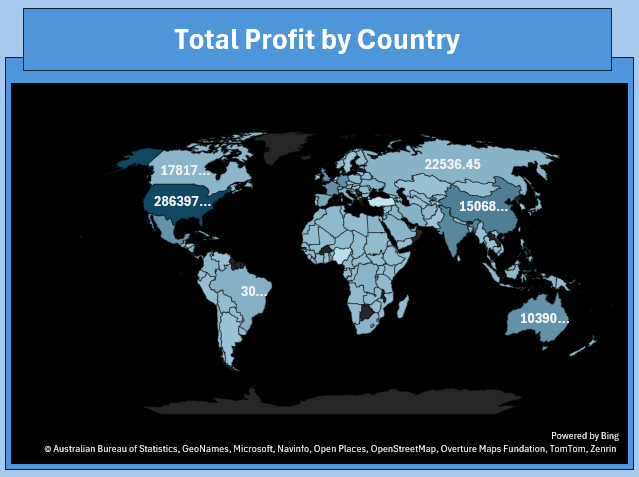 Total Profit by Country
17817...
22536.45
286397...
15068...
30...
10390...
Powered by Bing
© Australian Bureau of Statistics, GeoNames, Microsoft, Navinfo, Open Places, OpenStreetMap, Overture Maps Fundation, TomTom, Zenrin